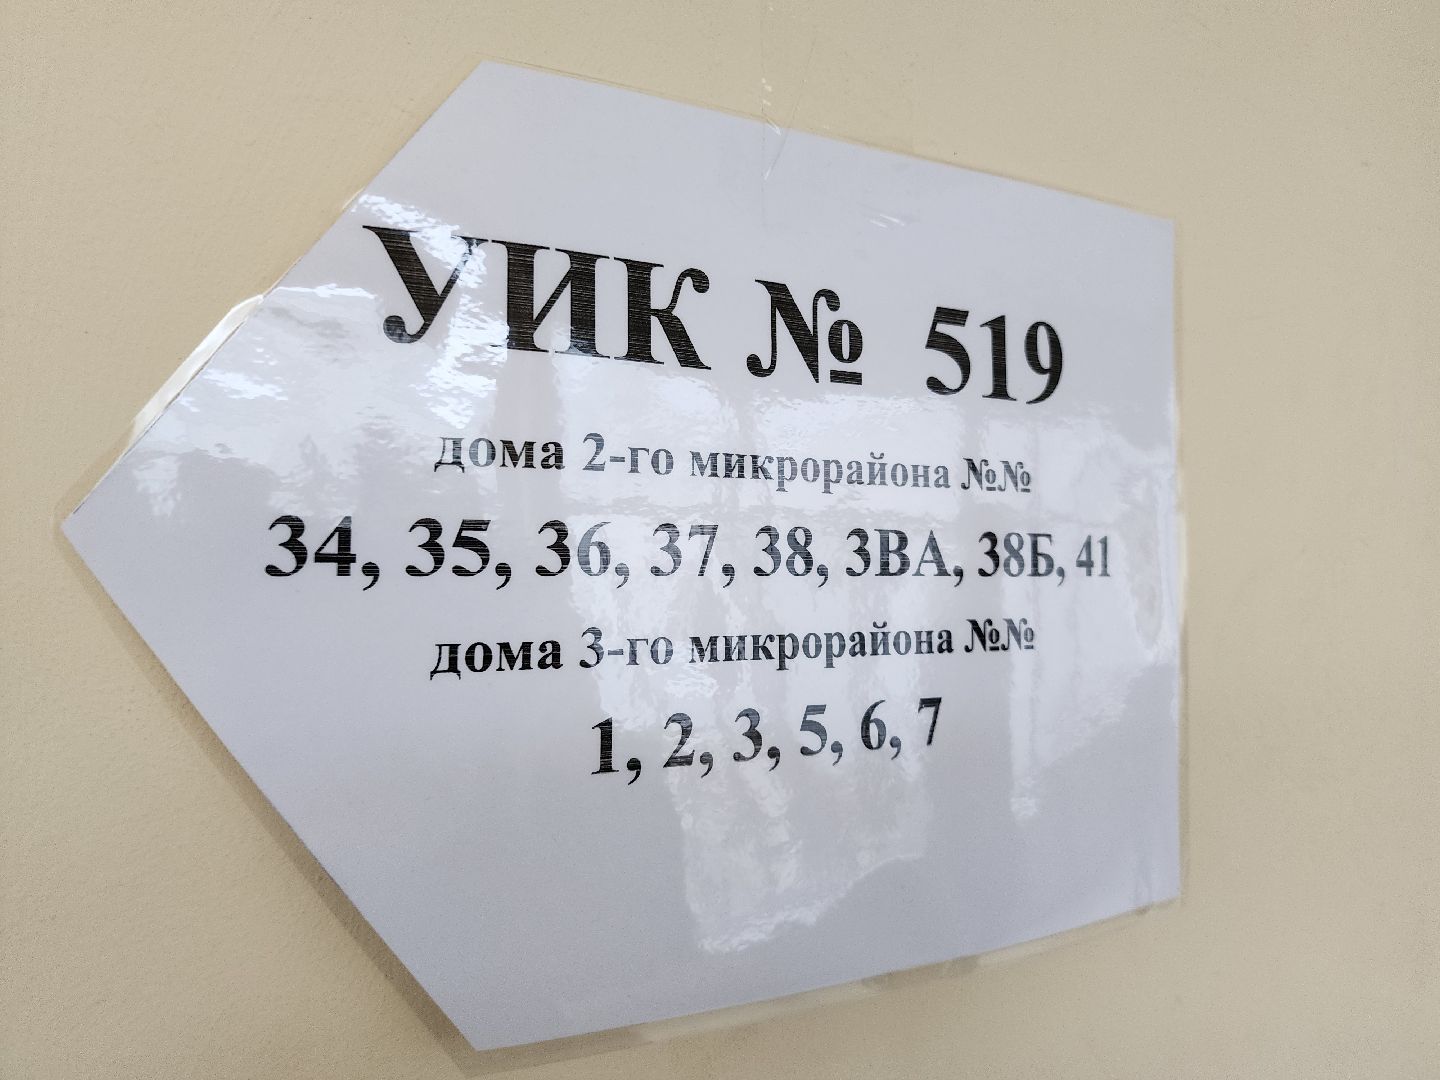 УИК № 519
дома 2-го микрорайона №№
34, 35, 36, 37, 38, 3ВА, 38Б, 41
дома 3-го микрорайона №№
1, 2, 3, 5, 6, 7